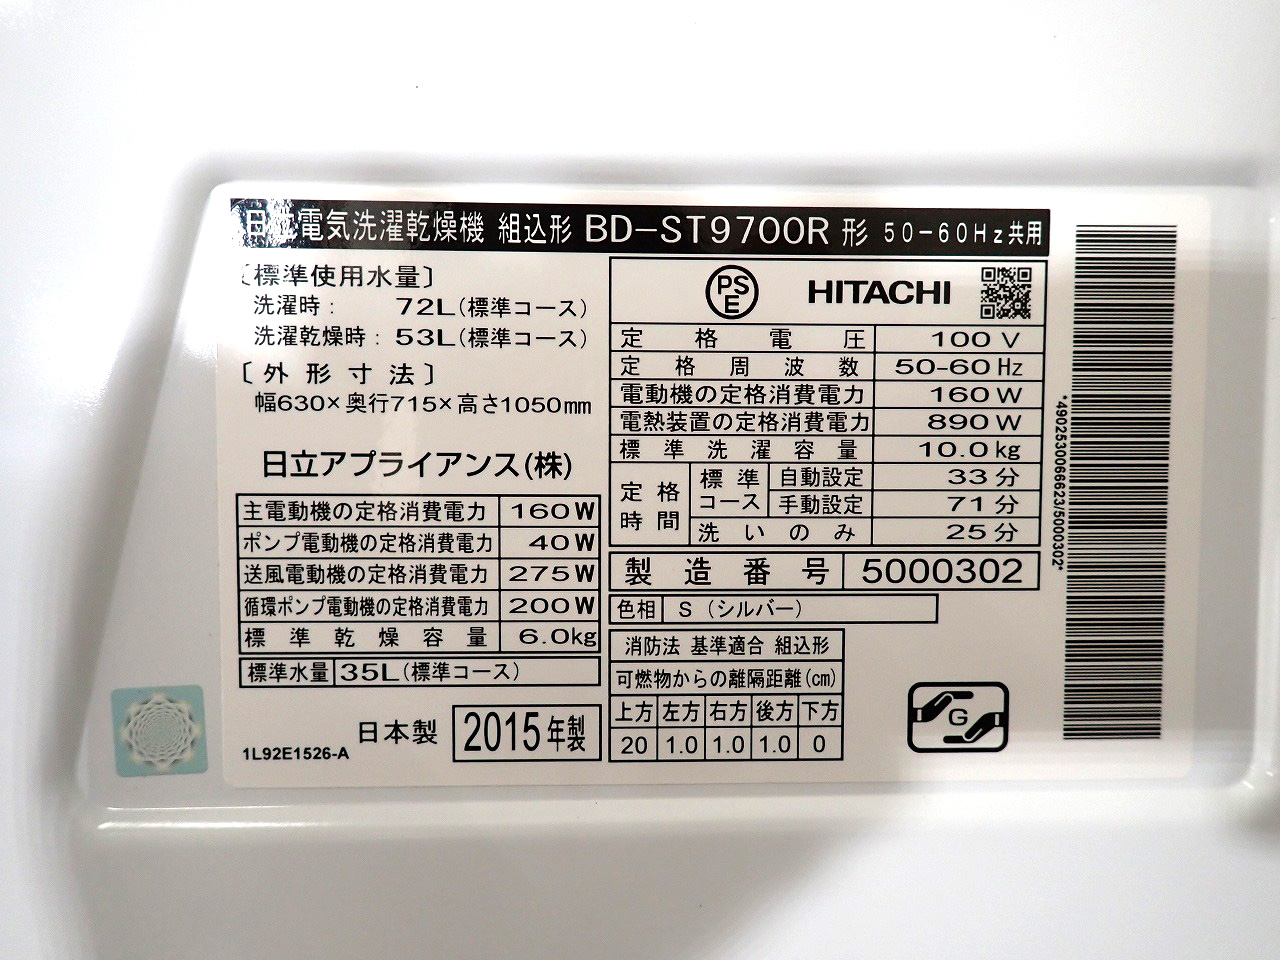 日立電気洗濯乾燥機 組込形 BD-ST9700R 形 50-60Hz共用
〔標準使用水量〕
洗濯時： 72L(標準コース)
洗濯乾燥時： 53L(標準コース)
〔外形寸法〕
幅630×奥行715×高さ1050mm
日立アプライアンス(株)
主電動機の定格消費電力 160W
ポンプ電動機の定格消費電力 40W
送風電動機の定格消費電力 275W
循環ポンプ電動機の定格消費電力 200W
標準乾燥容量 6.0kg
標準水量 35L(標準コース)
1L92E1526-A
日本製 2015年製
PSE HITACHI
定格電圧 100V
定格周波数 50-60Hz
電動機の定格消費電力 160W
電熱装置の定格消費電力 890W
標準洗濯容量 10.0kg
定格時間 標準コース 自動設定 33分
手動設定 71分
洗いのみ 25分
製造番号 5000302
色相 S（シルバー）
消防法 基準適合 組込形
可燃物からの離隔距離(cm)
上方 左方 右方 後方 下方
20 1.0 1.0 1.0 0
G
*4902530066623/5000302*